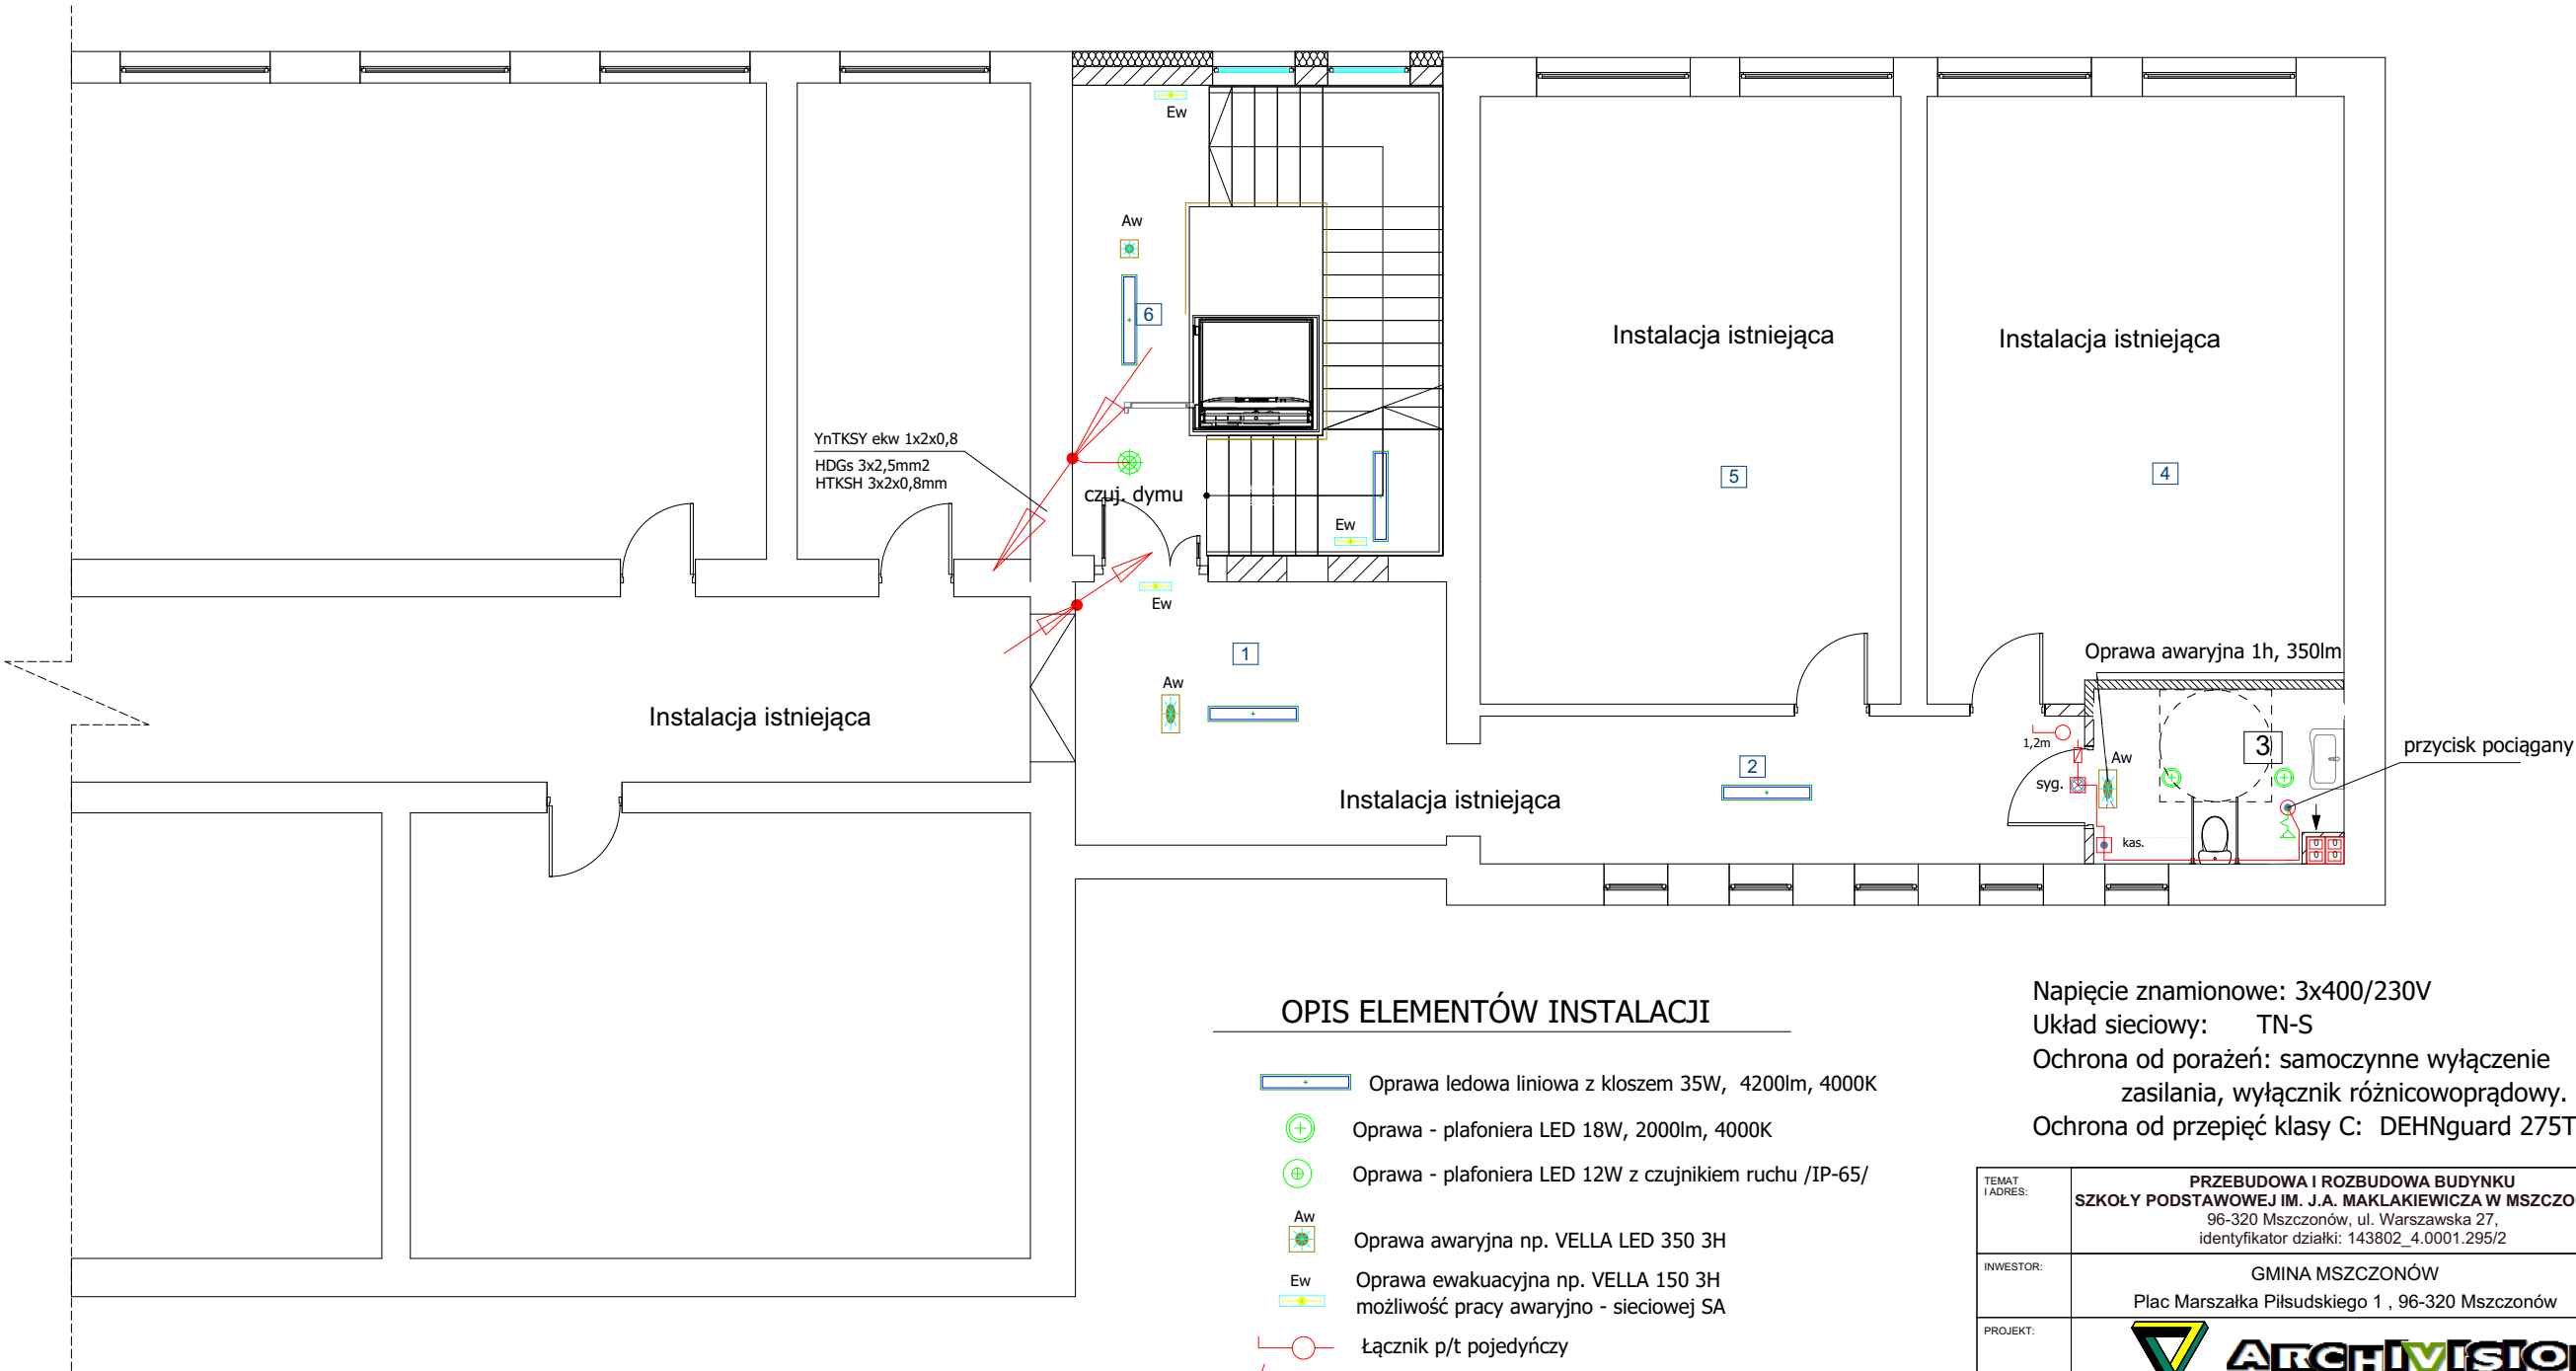 Ew
Aw
6
YnTKSY ekw 1x2x0,8
HDGs 3x2,5mm2
HTKSH 3x2x0,8mm
czuj. dymu
Ew
Ew
Instalacja istniejąca
Instalacja istniejąca
5
4
1
Aw
Instalacja istniejąca
Instalacja istniejąca
2
Oprawa awaryjna 1h, 350lm
1,2m
syg.
Aw
3
kas.
przycisk pociągany
OPIS ELEMENTÓW INSTALACJI
Oprawa ledowa liniowa z kloszem 35W, 4200lm, 4000K
Oprawa - plafoniera LED 18W, 2000lm, 4000K
Oprawa - plafoniera LED 12W z czujnikiem ruchu /IP-65/
Aw
Oprawa awaryjna np. VELLA LED 350 3H
Ew
Oprawa ewakuacyjna np. VELLA 150 3H
możliwość pracy awaryjno - sieciowej SA
Łącznik p/t pojedyńczy
Napięcie znamionowe: 3x400/230V
Układ sieciowy: TN-S
Ochrona od porażeń: samoczynne wyłączenie
zasilania, wyłącznik różnicowoprądowy.
Ochrona od przepięć klasy C: DEHNguard 275T
TEMAT
I ADRES:
PRZEBUDOWA I ROZBUDOWA BUDYNKU
SZKOŁY PODSTAWOWEJ IM. J.A. MAKLAKIEWICZA W MSZCZO
96-320 Mszczonów, ul. Warszawska 27,
identyfikator działki: 143802_4.0001.295/2
INWESTOR:
GMINA MSZCZONÓW
Plac Marszałka Piłsudskiego 1 , 96-320 Mszczonów
PROJEKT:
ARCHIVISIO